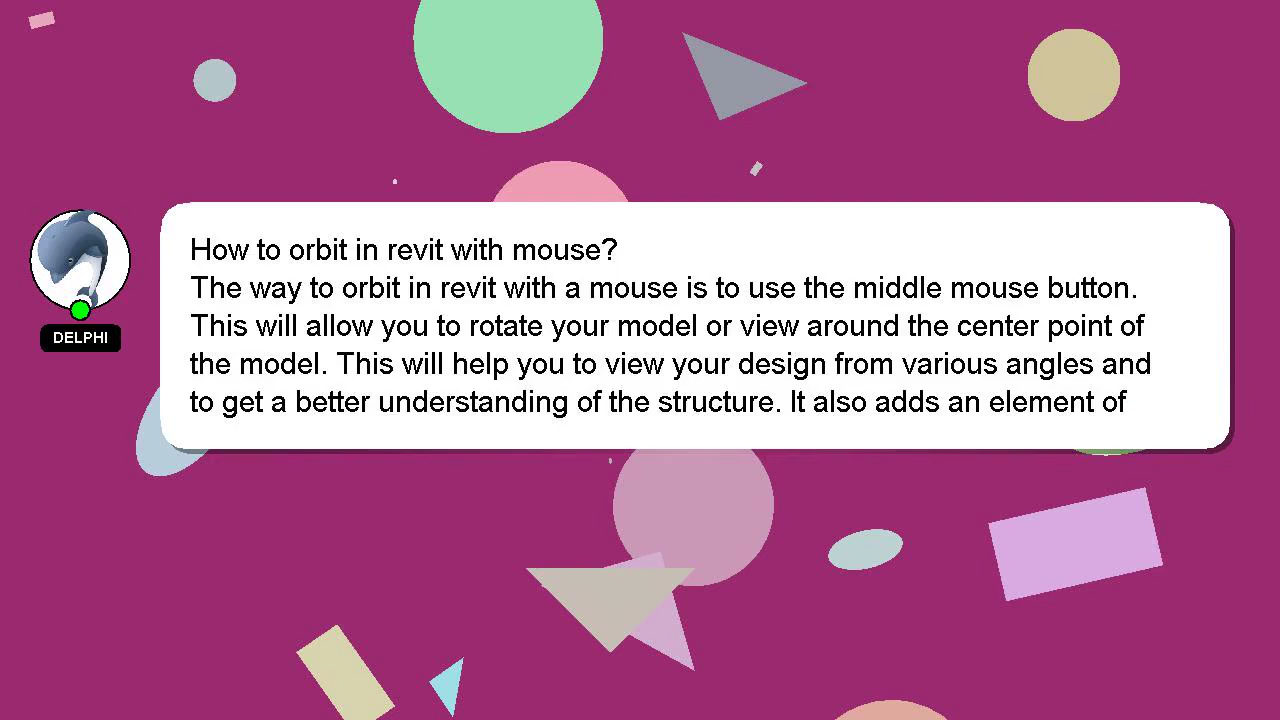 How to orbit in revit with mouse?
The way to orbit in revit with a mouse is to use the middle mouse button.
This will allow you to rotate your model or view around the center point of
the model. This will help you to view your design from various angles and
to get a better understanding of the structure. It also adds an element of
DELPHI